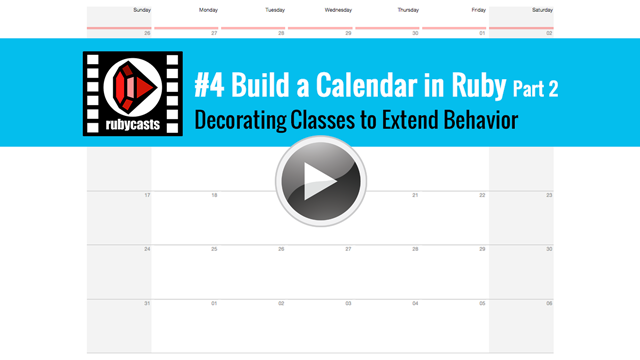 Sunday Monday Tuesday Wednesday Thursday Friday Saturday
26 27 28 29 30 01 02
#4 Build a Calendar in Ruby Part 2
rubycasts
Decorating Classes to Extend Behavior
17 18 19 20 21 22 23
24 25 26 27 28 29 30
31 01 02 03 04 05 06